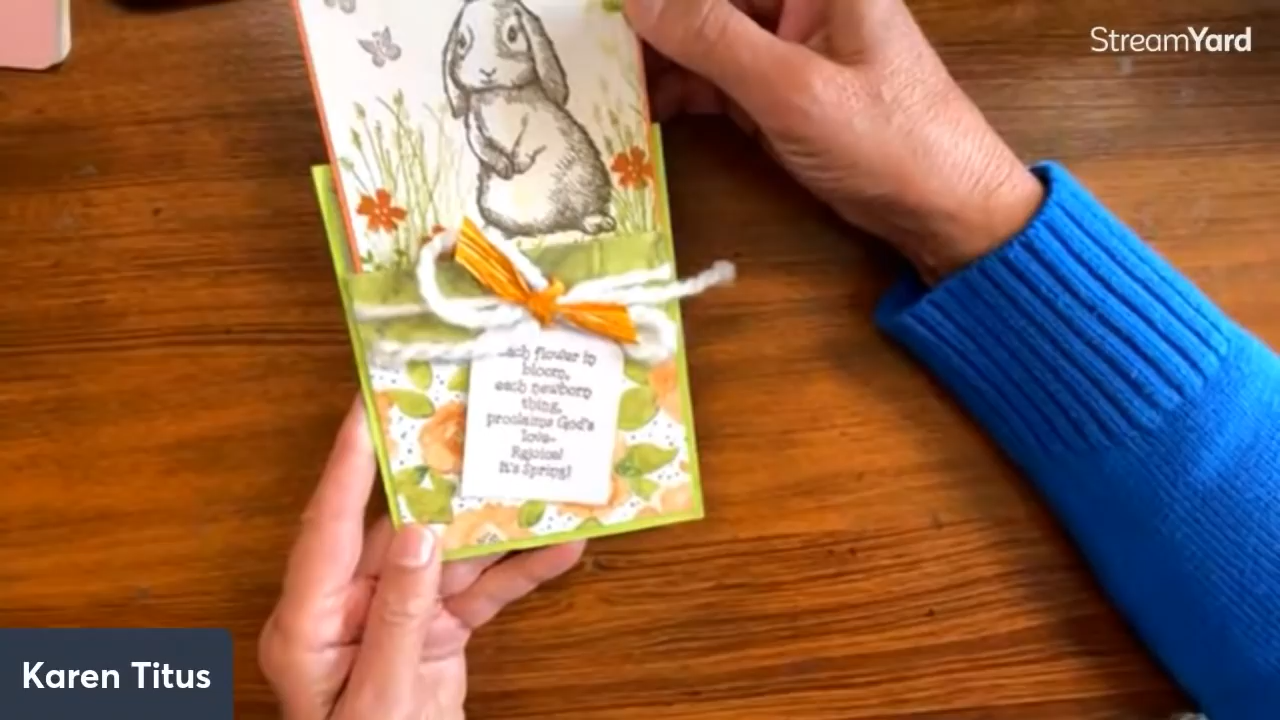 StreamYard
Each flower in
bloom,
each newborn
thing,
proclaims God's
love-
Rejoice!
it's Spring!
Karen Titus